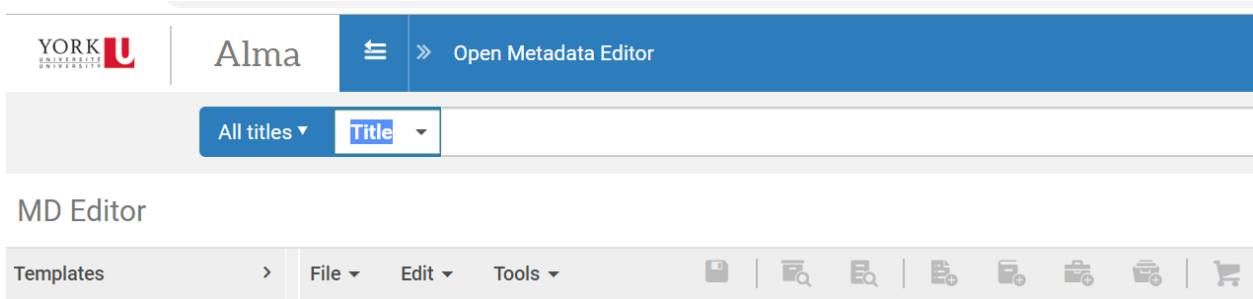 YORK U
UNIVERSITÉ
UNIVERSITY
Alma
» Open Metadata Editor
All titles ▼ Title
MD Editor
Templates > File Edit Tools